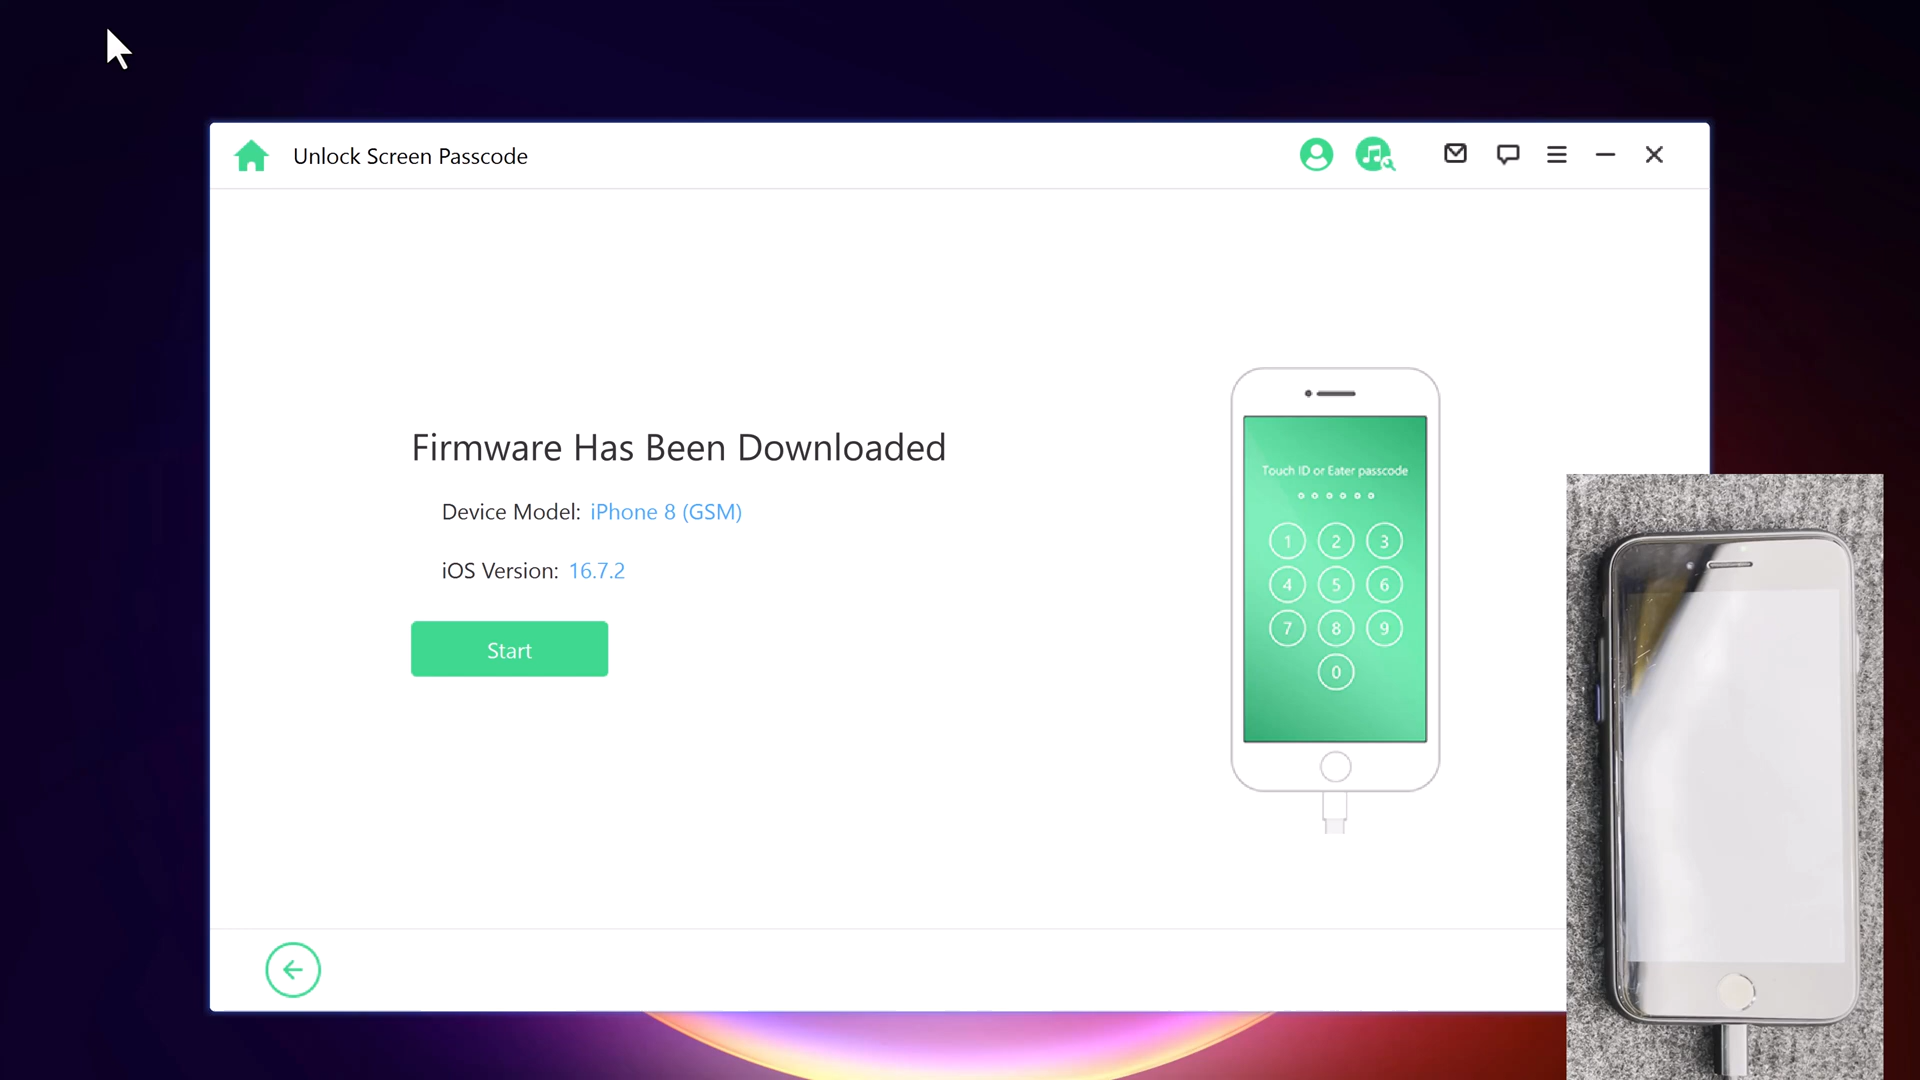 Unlock Screen Passcode
Firmware Has Been Downloaded
Device Model: iPhone 8 (GSM)
iOS Version: 16.7.2
Start
Touch ID or Eater passcode
1 2 3
4 5 6
7 8 9
0